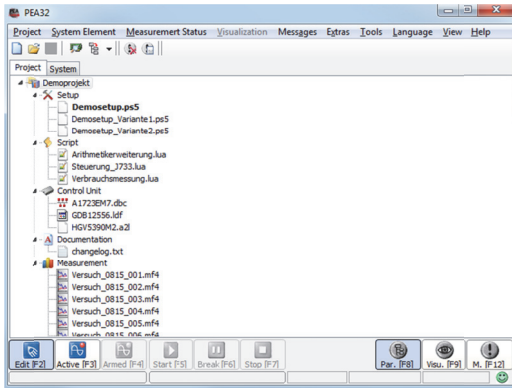 PEA32
Project System Element Measurement Status Visualization Messages Extras Tools Language View Help
Project System
Demoprojekt
Setup
Demosetup.ps5
Demosetup_Variante1.ps5
Demosetup_Variante2.ps5
Script
Arithmetikerweiterung.lua
Steuerung_J733.lua
Verbrauchsmessung.lua
Control Unit
A1723EM7.dbc
GDB12556.ldf
HGV5390M2.a2l
Documentation
changelog.txt
Measurement
Versuch_0815_001.mf4
Versuch_0815_002.mf4
Versuch_0815_003.mf4
Versuch_0815_004.mf4
Versuch_0815_005.mf4
Versuch_0815_006.mf4
Edit [F2] Active [F3] Armed [F4] Start [F5] Break [F6] Stop [F7] Par. [F8] Visu. [F9] M. [F12]